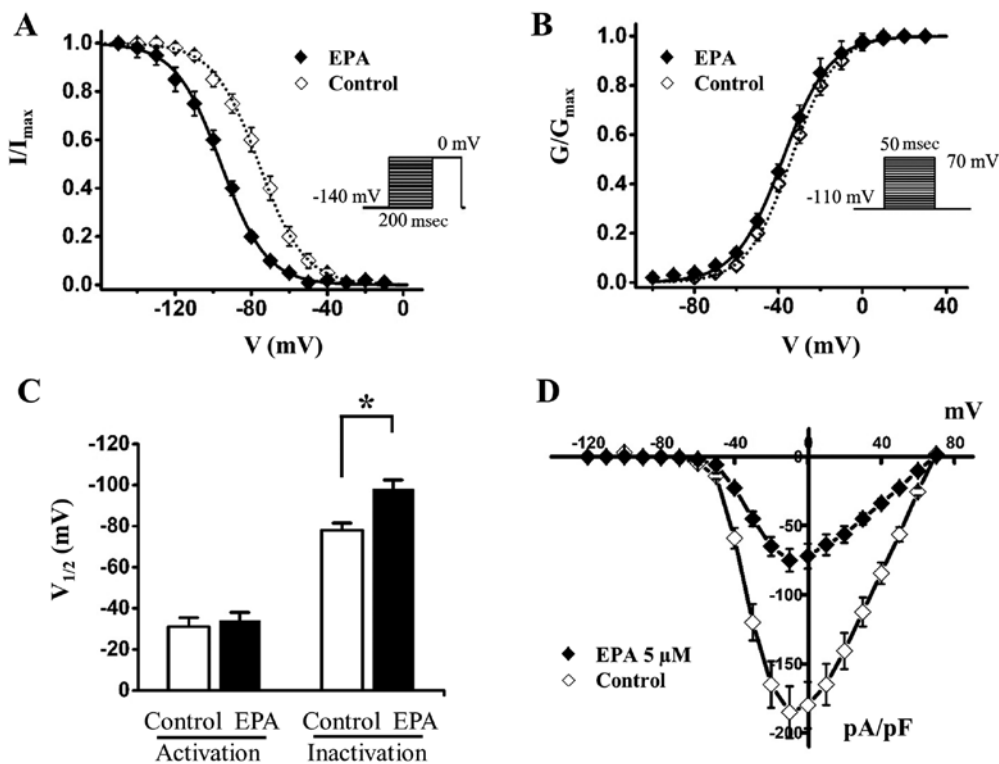 A
EPA
Control
I/Imax
1.0
0.8
0.6
0.4
0.2
0.0
-120
-80
-40
0
V (mV)
0 mV
-140 mV
200 msec
B
EPA
Control
G/Gmax
1.0
0.8
0.6
0.4
0.2
0.0
-80
-40
0
40
V (mV)
50 msec
70 mV
-110 mV
C
*
V1/2 (mV)
-120
-100
-80
-60
-40
-20
0
Control EPA
Activation
Control EPA
Inactivation
D
mV
-120
-80
-40
0
40
80
0
-50
-100
-150
-200
pA/pF
EPA 5 µM
Control